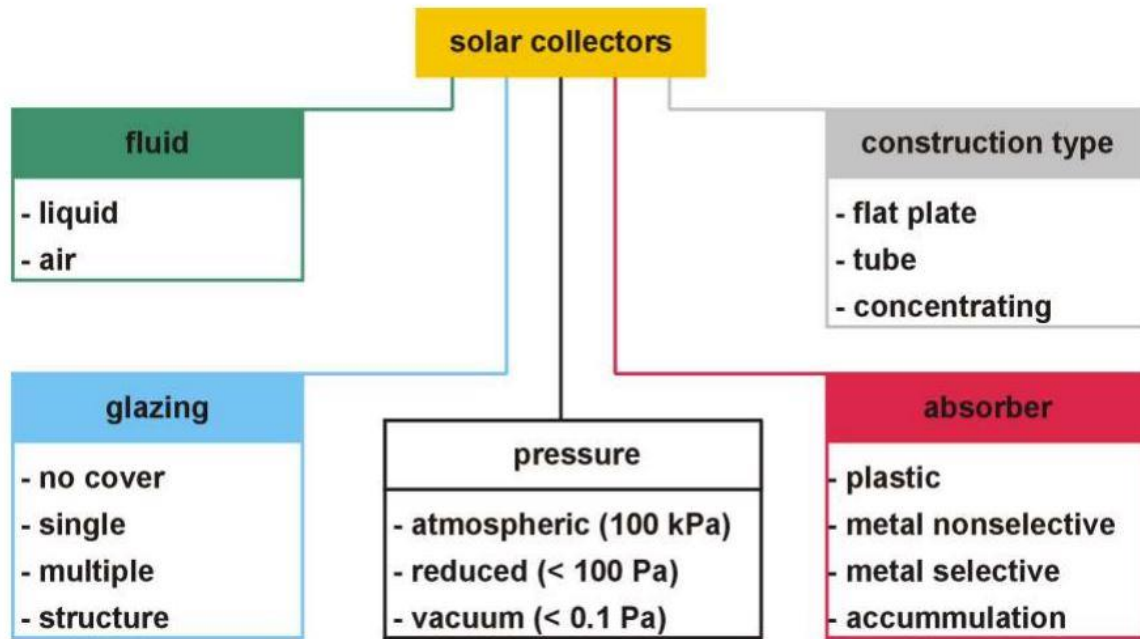 solar collectors
fluid
- liquid
- air
construction type
- flat plate
- tube
- concentrating
glazing
- no cover
- single
- multiple
- structure
pressure
- atmospheric (100 kPa)
- reduced (< 100 Pa)
- vacuum (< 0.1 Pa)
absorber
- plastic
- metal nonselective
- metal selective
- accummulation